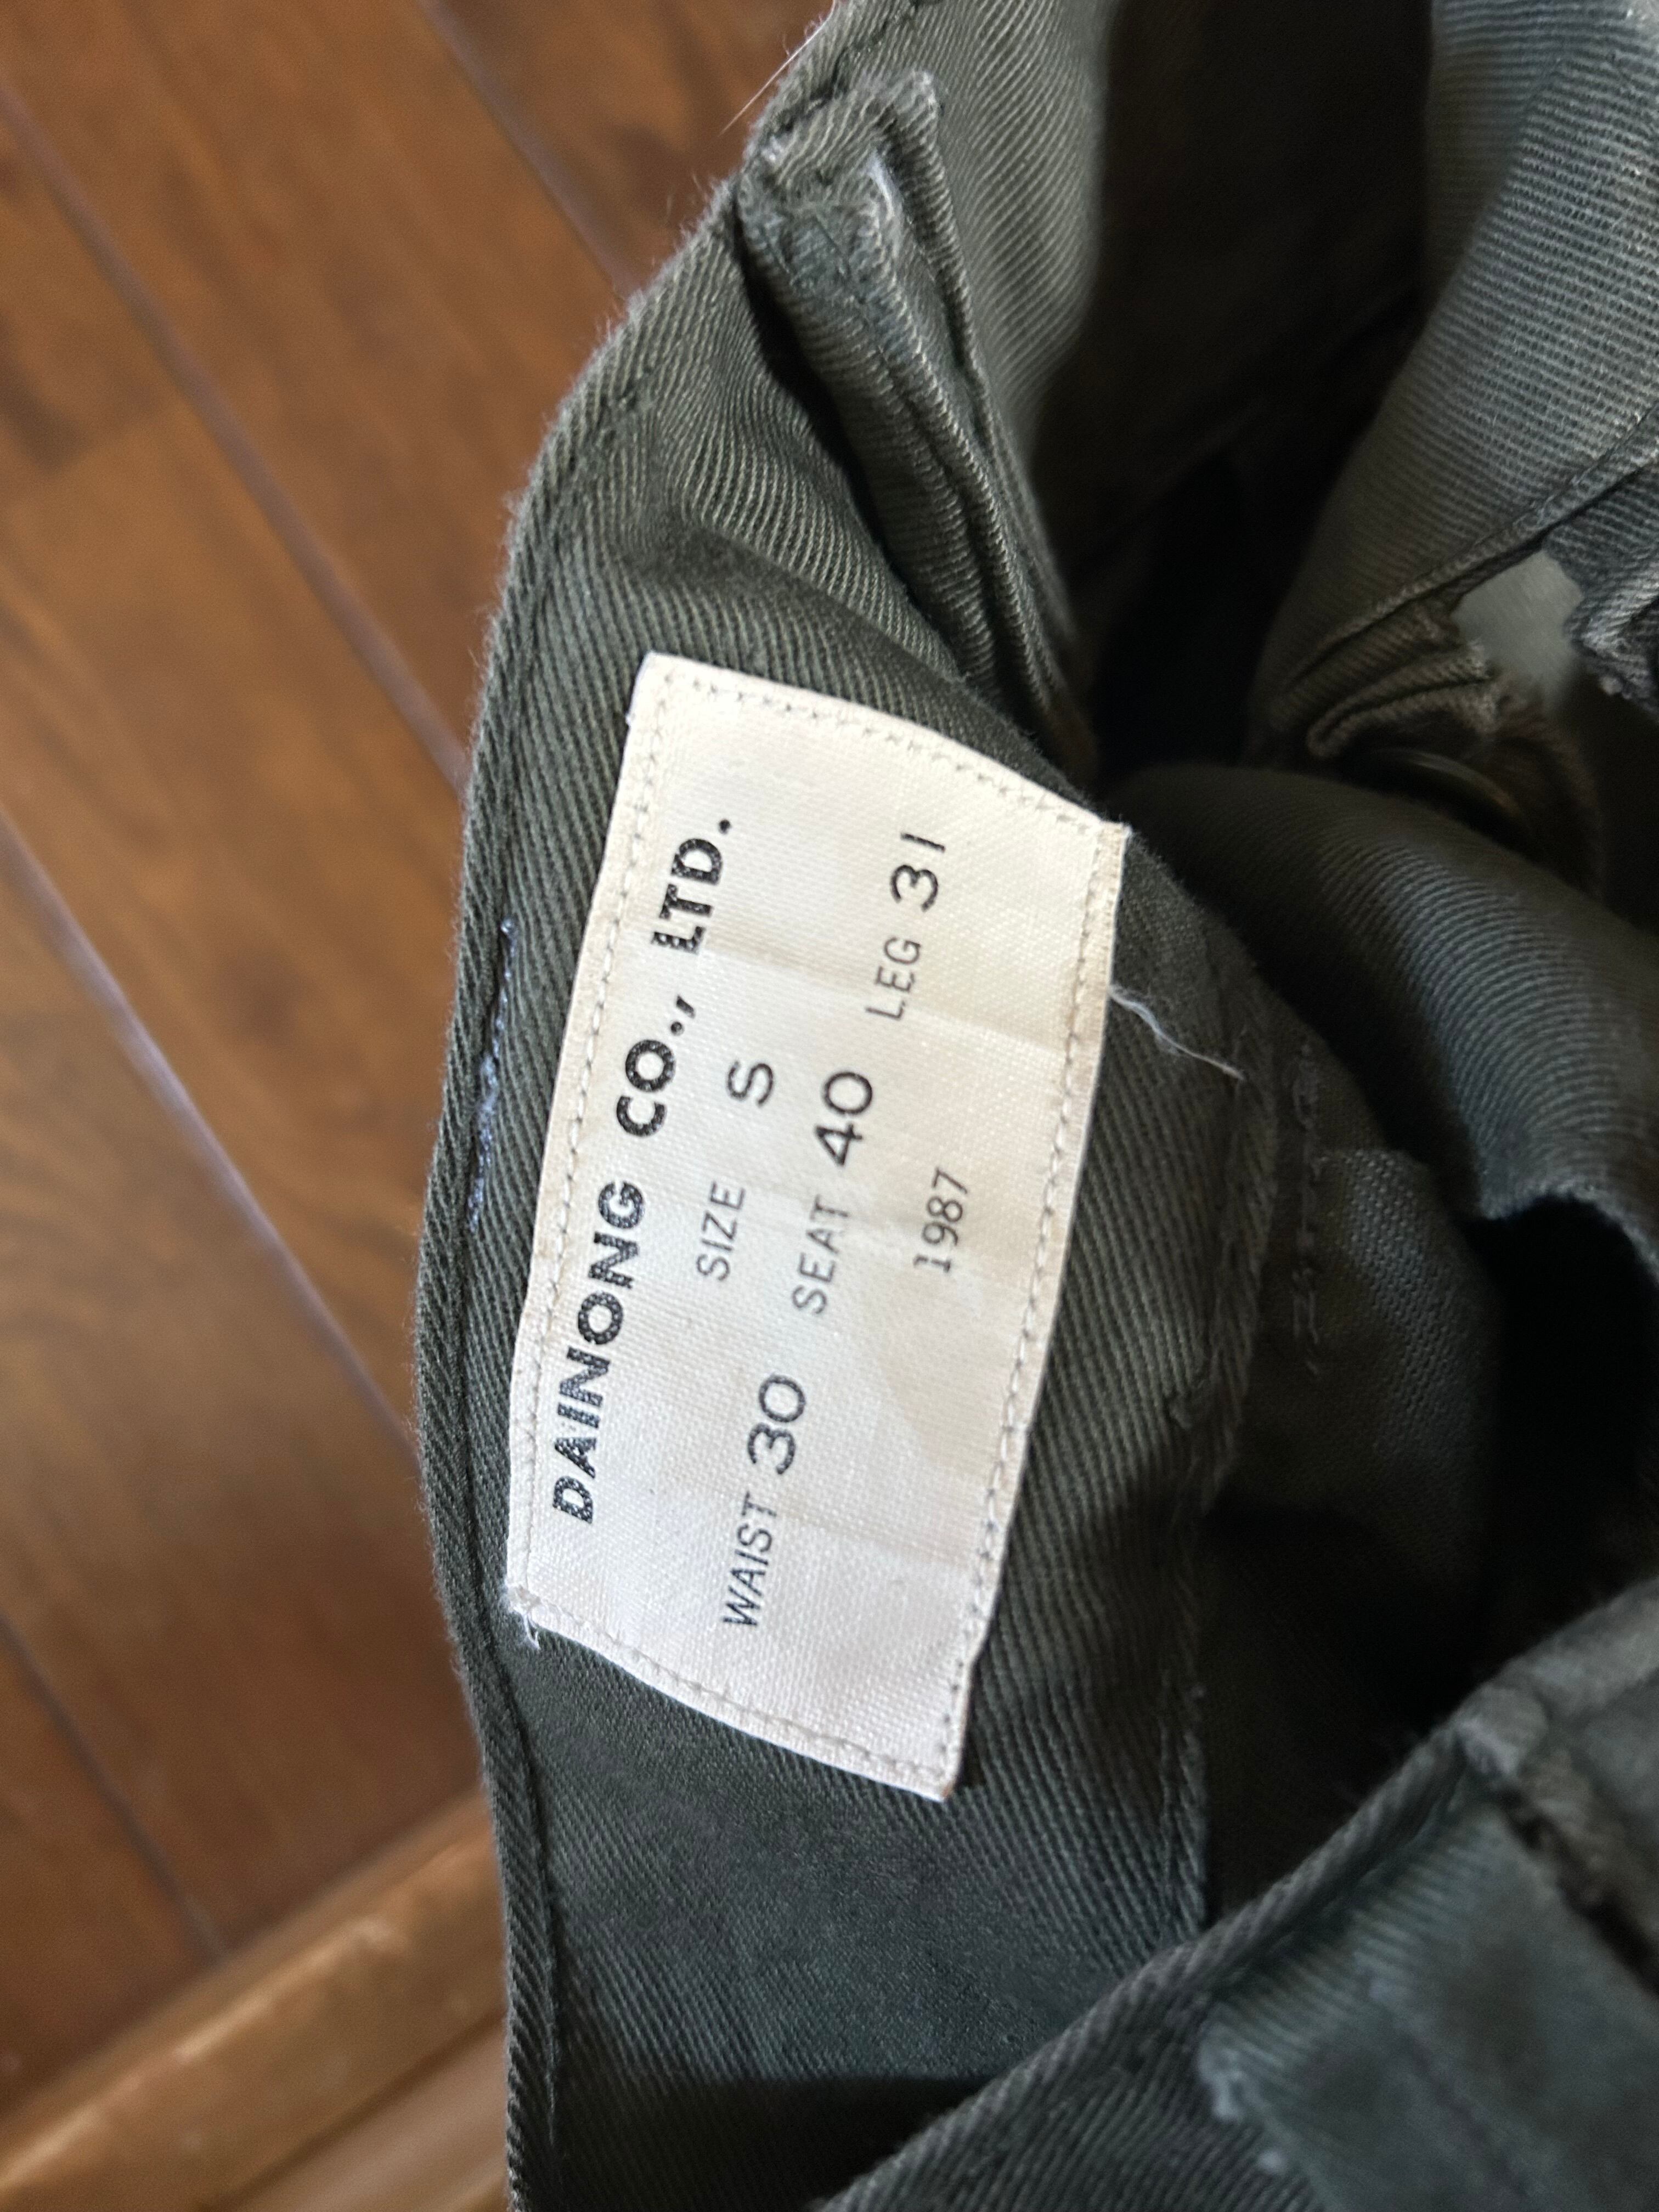 DAINONG CO., LTD.
SIZE S
WAIST 30 SEAT 40 LEG 31
1987